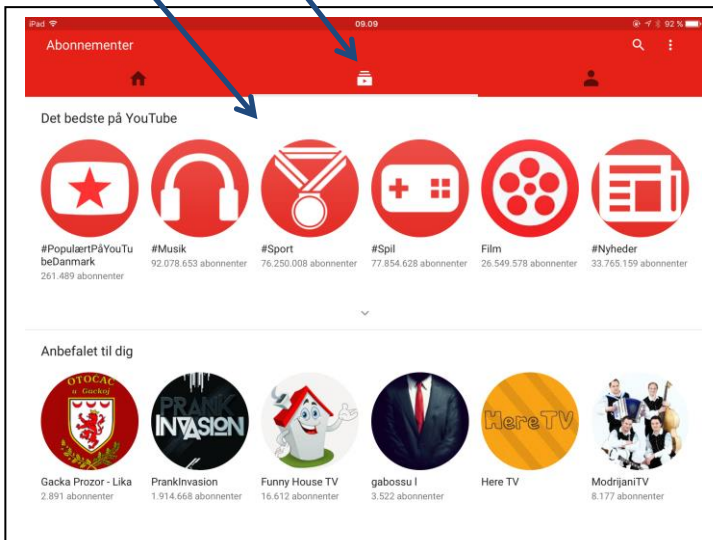 iPad 09.09 92 %
Abonnementer
Det bedste på YouTube
#PopulærtPåYouTu
beDanmark
261.489 abonnenter
#Musik
92.078.653 abonnenter
#Sport
76.250.008 abonnenter
#Spil
77.854.628 abonnenter
Film
26.549.578 abonnenter
#Nyheder
33.765.159 abonnenter
Anbefalet til dig
OTOČAC
u Gackoj
PRANK
INVASION
Here TV
Gacka Prozor - Lika
2.891 abonnenter
PrankInvasion
1.914.668 abonnenter
Funny House TV
16.612 abonnenter
gabossu l
3.522 abonnenter
Here TV
ModrijaniTV
8.177 abonnenter